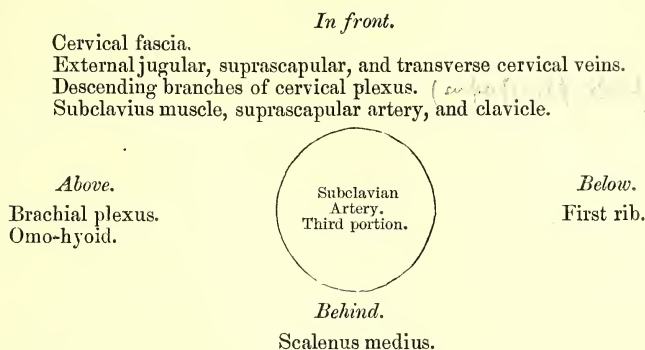 In front.
Cervical fascia.
External jugular, suprascapular, and transverse cervical veins.
Descending branches of cervical plexus.
Subclavius muscle, suprascapular artery, and clavicle.
Above.
Brachial plexus.
Omo-hyoid.
Subclavian
Artery.
Third portion.
Below.
First rib.
Behind.
Scalenus medius.